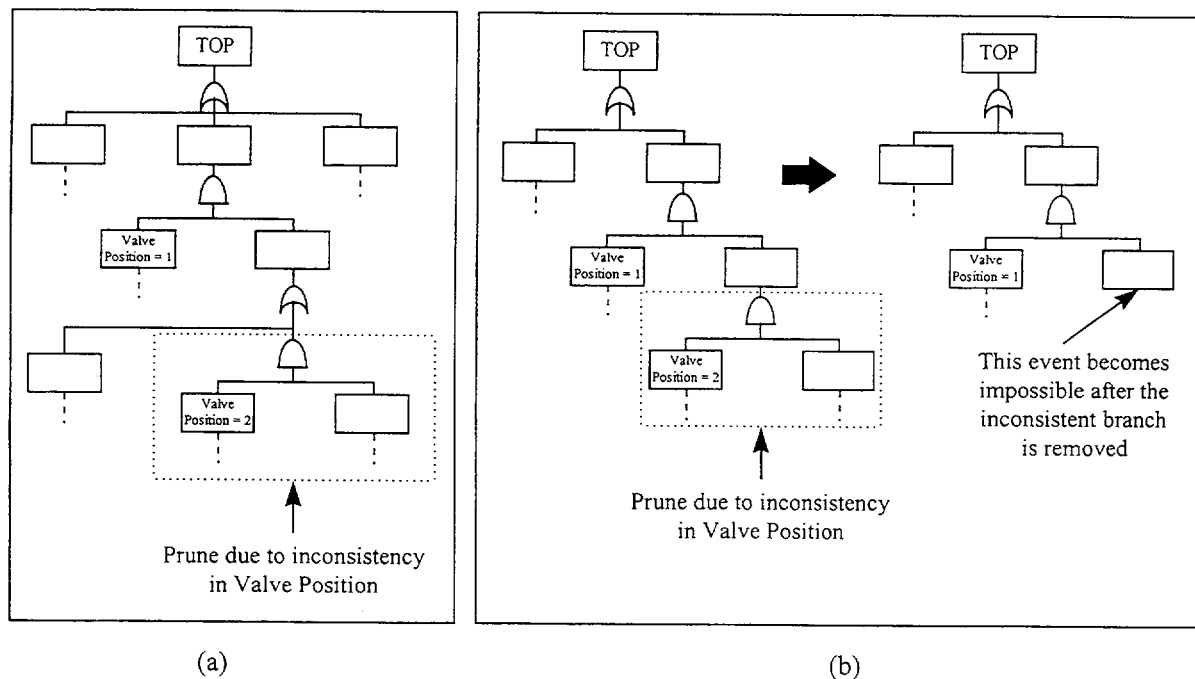 TOP
Valve
Position = 1
Valve
Position = 2
Prune due to inconsistency
in Valve Position
(a)
TOP
Valve
Position = 1
Valve
Position = 2
Prune due to inconsistency
in Valve Position
TOP
Valve
Position = 1
This event becomes
impossible after the
inconsistent branch
is removed
(b)